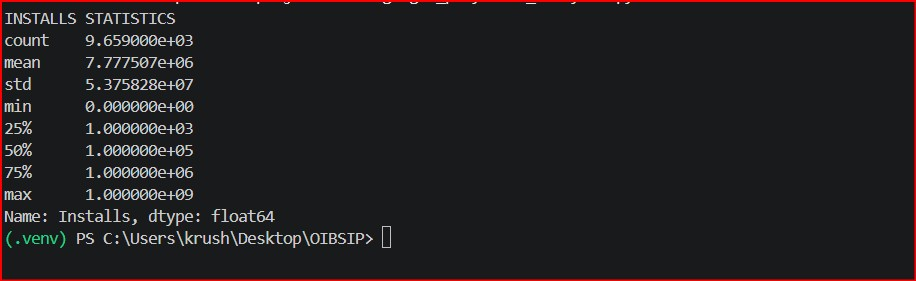 INSTALLS STATISTICS
count    9.659000e+03
mean     7.777507e+06
std      5.375828e+07
min      0.000000e+00
25%      1.000000e+03
50%      1.000000e+05
75%      1.000000e+06
max      1.000000e+09
Name: Installs, dtype: float64
(.venv) PS C:\Users\krush\Desktop\OIBSIP>